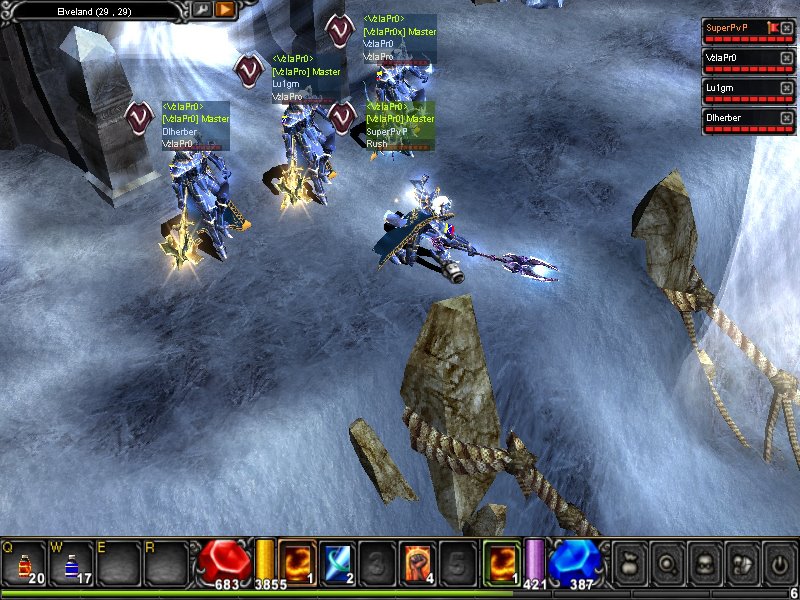 Elveland (29 , 29)
<VzlaPr0>
[VzlaPr0x] Master
VzlaPr0
VzlaPro
<VzlaPr0>
[VzlaPro] Master
Lu1gm
VzlaPro
<VzlaPr0>
[VzlaPr0] Master
Dlherber
VzlaPr0
<VzlaPr0>
[VzlaPr0] Master
SuperPvP
Rush
SuperPvP
VzlaPr0
Lu1gm
Dlherber
Q 20
W 17
E
R
683
3855
1
2
3
4
5
1
421
387
6